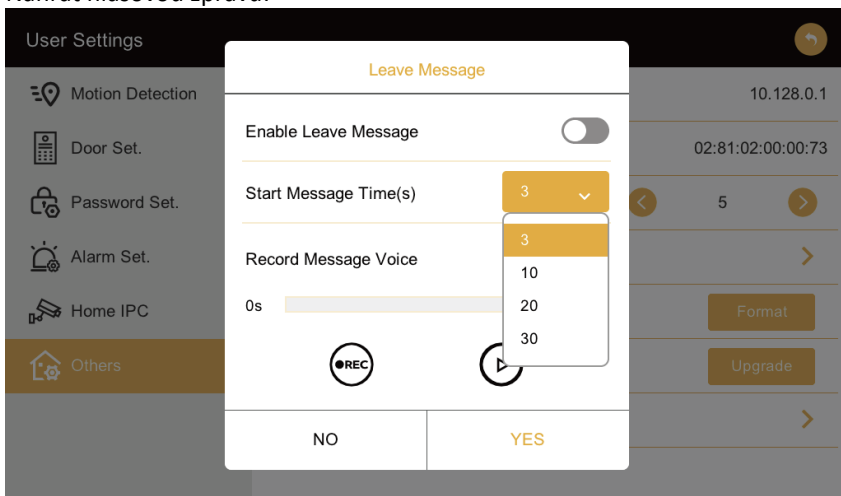 User Settings
Leave Message
Motion Detection
10.128.0.1
Enable Leave Message
Door Set.
02:81:02:00:00:73
Start Message Time(s)
3
Password Set.
5
3
Alarm Set.
Record Message Voice
10
Home IPC
0s
20
Format
30
REC
Others
Upgrade
NO
YES